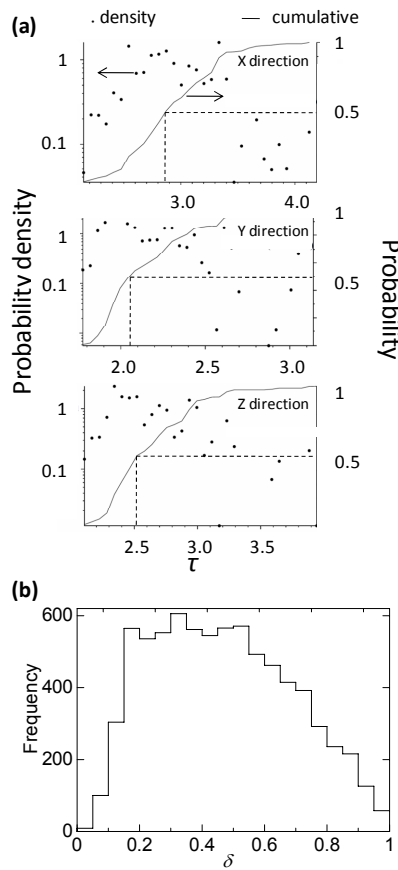 (a)
. density — cumulative
1
0.1
X direction
1
0.5
3.0 4.0
1
0.1
Y direction
1
0.5
2.0 2.5 3.0
1
0.1
Z direction
1
0.5
2.5 3.0 3.5
Probability density
Probability
τ
(b)
600
400
200
0
Frequency
0 0.2 0.4 0.6 0.8 1
δ